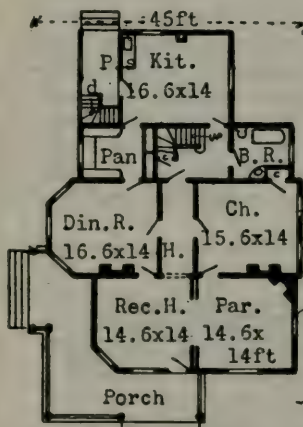 45ft
P. Kit.
S
d 16.6x14
up
Pan B.R.
c
c
Din.R. Ch.
16.6x14 H. 15.6x14
Rec.H. Par.
14.6x14 14.6x
14ft
Porch